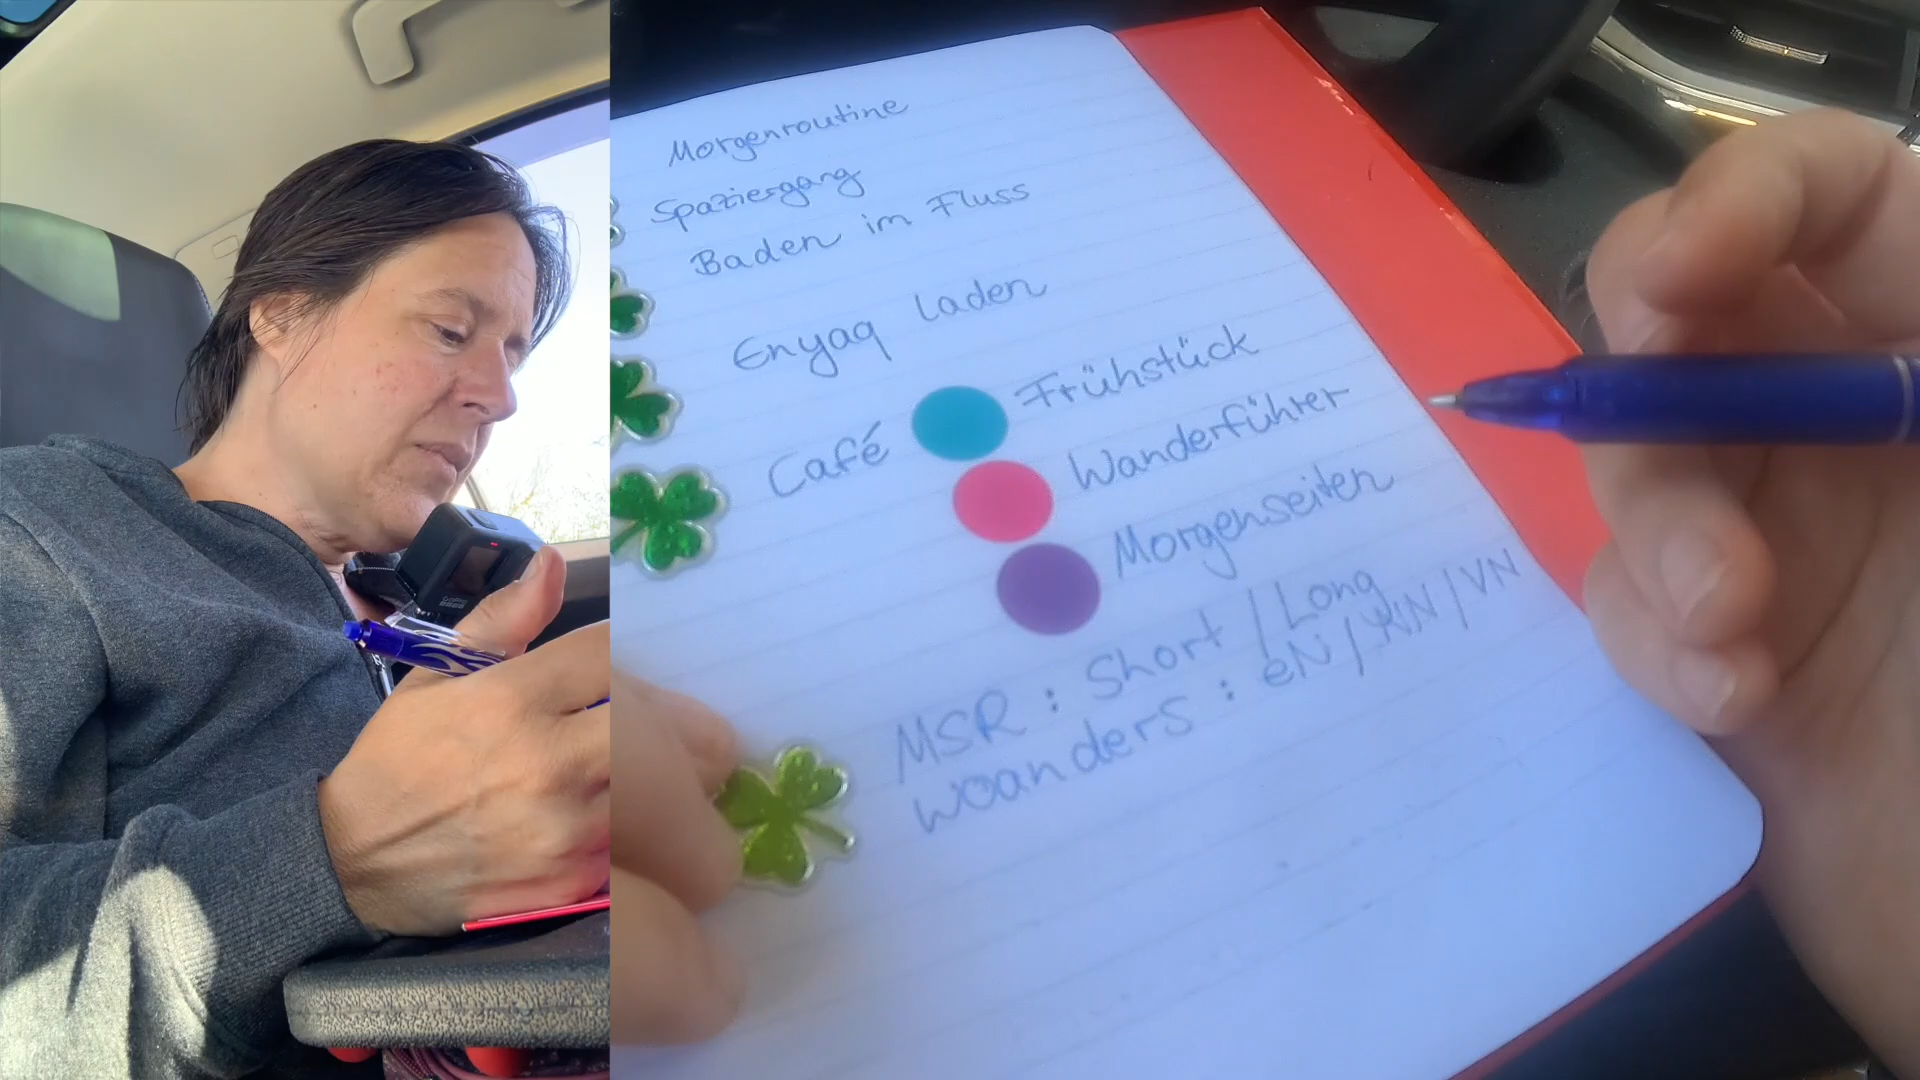 Morgenroutine
Spaziergang
Baden im Fluss
Enyaq laden
Café
Frühstück
Wanderführer
Morgenseiten
MSR : Short / Long
woanders : eN / / VN